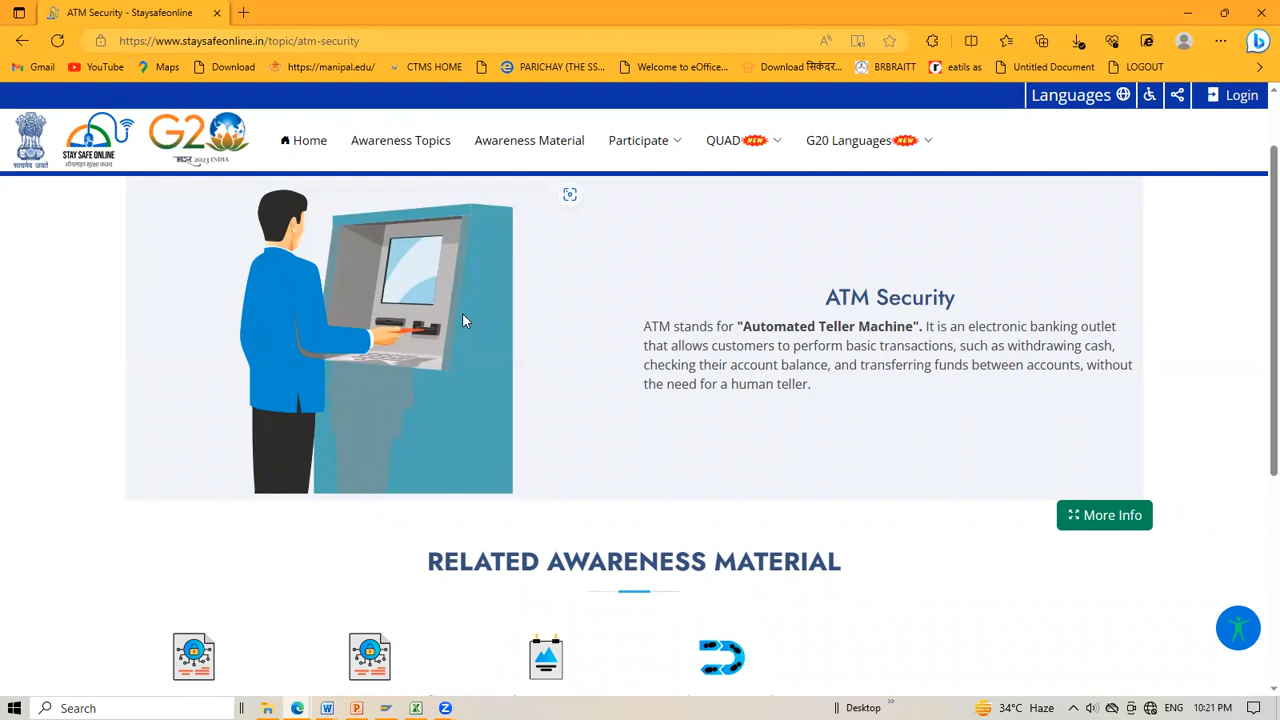 ATM Security - Staysafeonline
https://www.staysafeonline.in/topic/atm-security
Gmail YouTube Maps Download https://manipal.edu/ CTMS HOME PARICHAY (THE SS... Welcome to eOffice... Download सिकंदर... BRBRAITT eatils as Untitled Document LOGOUT
Languages Login
सत्यमेव जयते STAY SAFE ONLINE G2 2023 INDIA Home Awareness Topics Awareness Material Participate QUAD NEW G20 Languages NEW
ATM Security
ATM stands for "Automated Teller Machine". It is an electronic banking outlet
that allows customers to perform basic transactions, such as withdrawing cash,
checking their account balance, and transferring funds between accounts, without
the need for a human teller.
More Info
RELATED AWARENESS MATERIAL
Search Desktop 34°C Haze ENG 10:21 PM